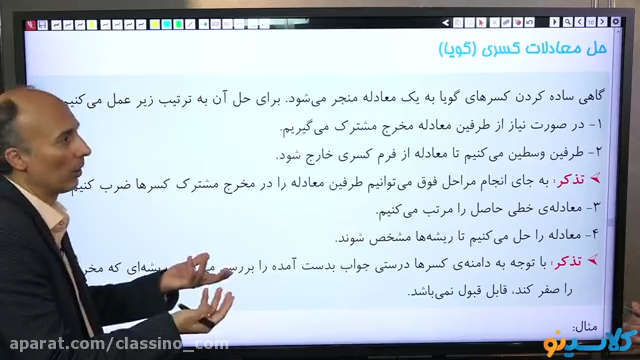 حل معادلات کسری (گویا)
گاهی ساده کردن کسرهای گویا به یک معادله منجر می‌شود. برای حل آن به ترتیب زیر عمل می‌کنیم
۱- در صورت نیاز از طرفین معادله مخرج مشترک می‌گیریم.
۲- طرفین وسطین می‌کنیم تا معادله از فرم کسری خارج شود.
تذکر: به جای انجام مراحل فوق می‌توانیم طرفین معادله را در مخرج مشترک کسرها ضرب کنیم
۳- معادله‌ی خطی حاصل را مرتب می‌کنیم.
۴- معادله را حل می‌کنیم تا ریشه‌ها مشخص شوند.
تذکر: با توجه به دامنه‌ی کسرها درستی جواب بدست آمده را بررسی ریشه‌ای که مخرج
را صفر کند، قابل قبول نمی‌باشد.
مثال:
aparat.com/classino_com
کلاسینو